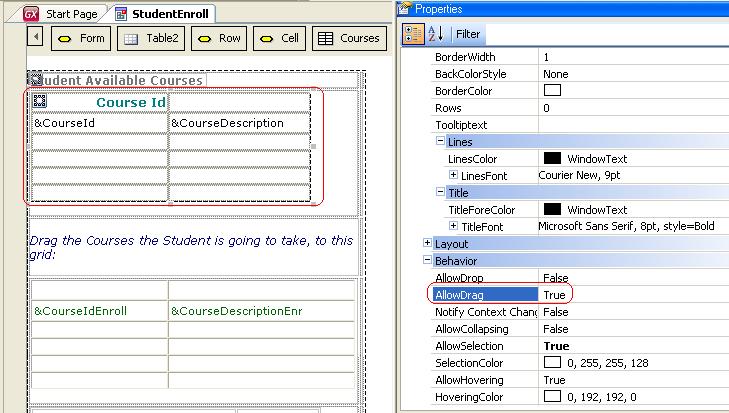 Start Page
StudentEnroll
Form
Table2
Row
Cell
Courses
tudent Available Courses
Course Id
&CourseId
&CourseDescription
Drag the Courses the Student is going to take, to this
grid:
&CourseIdEnroll
&CourseDescriptionEnr
Properties
Filter
BorderWidth 1
BackColorStyle None
BorderColor
Rows 0
Tooltiptext
Lines
LinesColor WindowText
LinesFont Courier New, 9pt
Title
TitleForeColor WindowText
TitleFont Microsoft Sans Serif, 8pt, style=Bold
Layout
Behavior
AllowDrop False
AllowDrag True
Notify Context Chang False
AllowCollapsing False
AllowSelection True
SelectionColor 0, 255, 255, 128
AllowHovering True
HoveringColor 0, 192, 192, 0